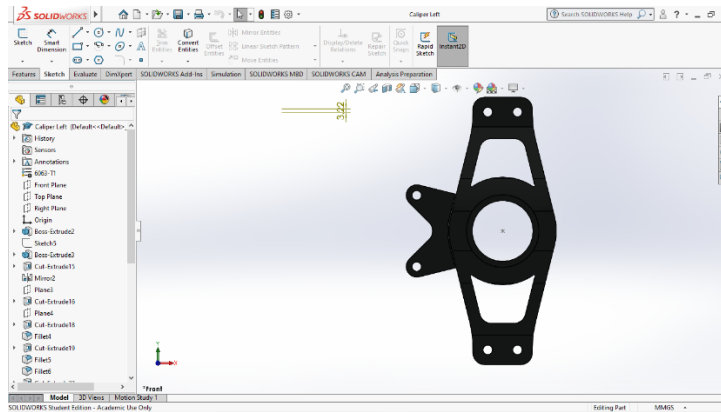 SOLIDWORKS
Caliper Left
Search SOLIDWORKS Help
Sketch
Smart Dimension
Trim Entities
Convert Entities
Offset Entities
Mirror Entities
Linear Sketch Pattern
Move Entities
Display/Delete Relations
Repair Sketch
Quick Snaps
Rapid Sketch
Instant2D
Features Sketch Evaluate DimXpert SOLIDWORKS Add-Ins Simulation SOLIDWORKS MBD SOLIDWORKS CAM Analysis Preparation
3.22
Caliper Left (Default<<Default>_
History
Sensors
Annotations
6063-T1
Front Plane
Top Plane
Right Plane
Origin
Boss-Extrude2
Sketch5
Boss-Extrude3
Cut-Extrude15
Mirror2
Plane3
Cut-Extrude16
Plane4
Cut-Extrude18
Fillet4
Cut-Extrude19
Fillet5
Fillet6
Y
X
*Front
Model 3D Views Motion Study 1
SOLIDWORKS Student Edition - Academic Use Only
Editing Part
MMGS